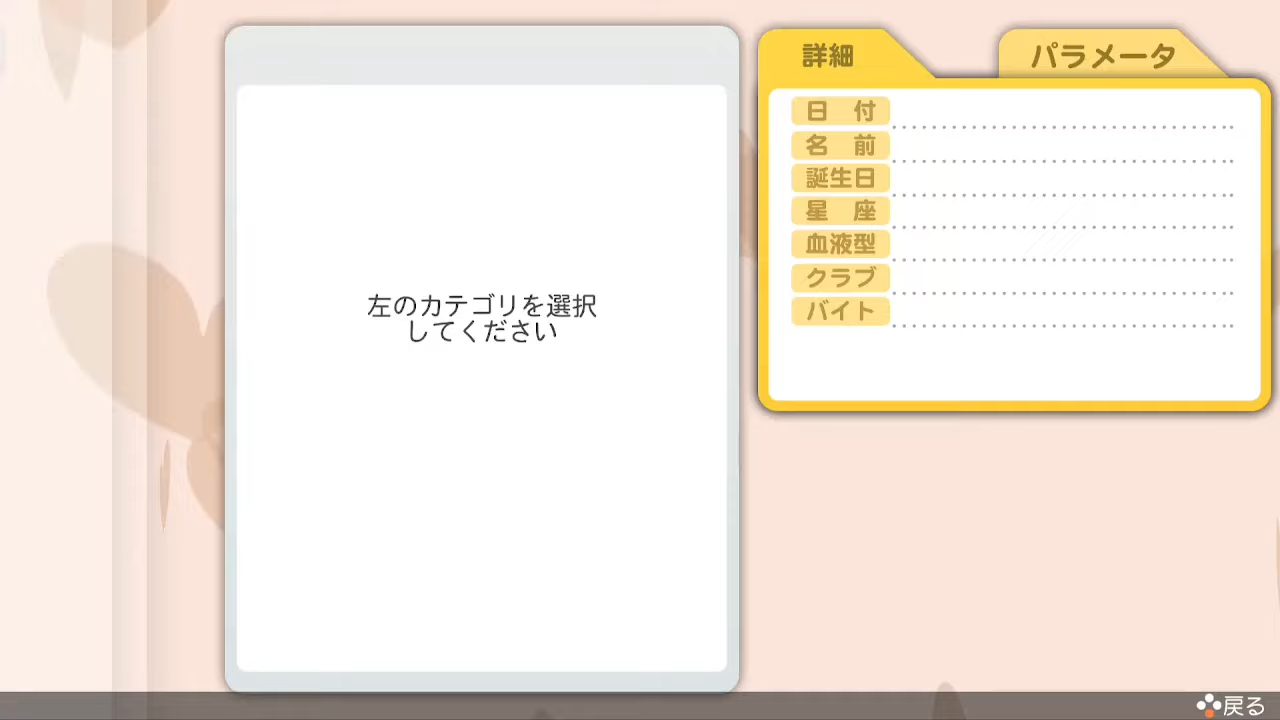 左のカテゴリを選択
してください
詳細
パラメータ
日 付
名 前
誕生日
星 座
血液型
クラブ
バイト
戻る